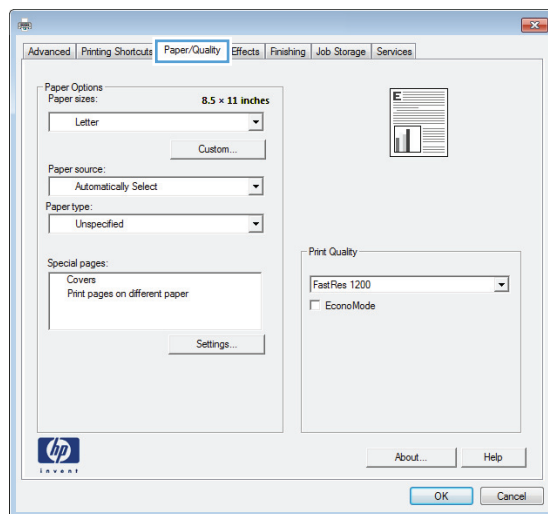 Advanced Printing Shortcuts Paper/Quality Effects Finishing Job Storage Services
Paper Options
Paper sizes: 8.5 × 11 inches
Letter
Custom...
Paper source:
Automatically Select
Paper type:
Unspecified
Special pages:
Covers
Print pages on different paper
Settings...
E
Print Quality
FastRes 1200
EconoMode
hp
invent
About... Help
OK Cancel